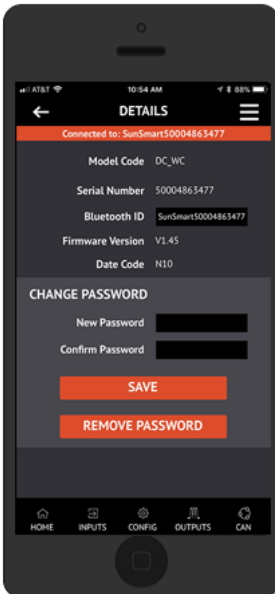 AT&T 10:54 AM 88%
DETAILS
Connected to: SunSmart50004863477
Model Code DC_WC
Serial Number 50004863477
Bluetooth ID SunSmart50004863477
Firmware Version V1.45
Date Code N10
CHANGE PASSWORD
New Password
Confirm Password
SAVE
REMOVE PASSWORD
HOME INPUTS CONFIG OUTPUTS CAN